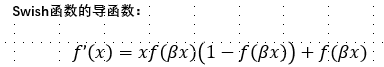 Swish函数的导函数：
f'(x) = xf(βx)(1 − f(βx)) + f(βx)